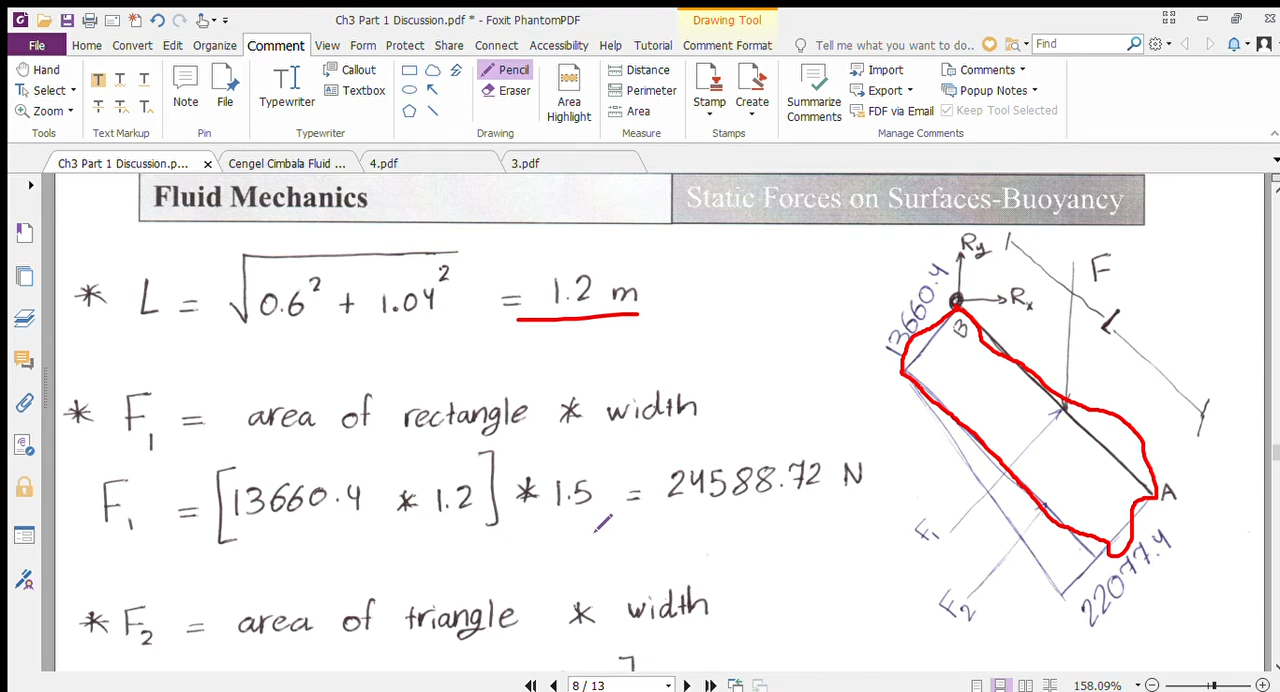 Ch3 Part 1 Discussion.pdf * - Foxit PhantomPDF
Drawing Tool
File Home Convert Edit Organize Comment View Form Protect Share Connect Accessibility Help Tutorial Comment Format Tell me what you want to do.. Find
Hand
Select
Zoom
Tools
T T T
T T T
Text Markup
Note
File
Pin
Typewriter
Callout
Textbox
Typewriter
Pencil
Eraser
Drawing
Area
Highlight
Distance
Perimeter
Area
Measure
Stamp
Create
Stamps
Summarize
Comments
Import
Export
FDF via Email
Comments
Popup Notes
Keep Tool Selected
Manage Comments
Ch3 Part 1 Discussion.p... × Cengel Cimbala Fluid ... 4.pdf 3.pdf
Fluid Mechanics
Static Forces on Surfaces-Buoyancy
* L = √0.6² + 1.04² = 1.2 m
* F₁ = area of rectangle * width
F₁ = [13660.4 * 1.2] * 1.5 = 24588.72 N
* F₂ = area of triangle * width
Ry
F
Rx
L
13660.4
B
A
F₁
F₂
22077.4
8 / 13
158.09%